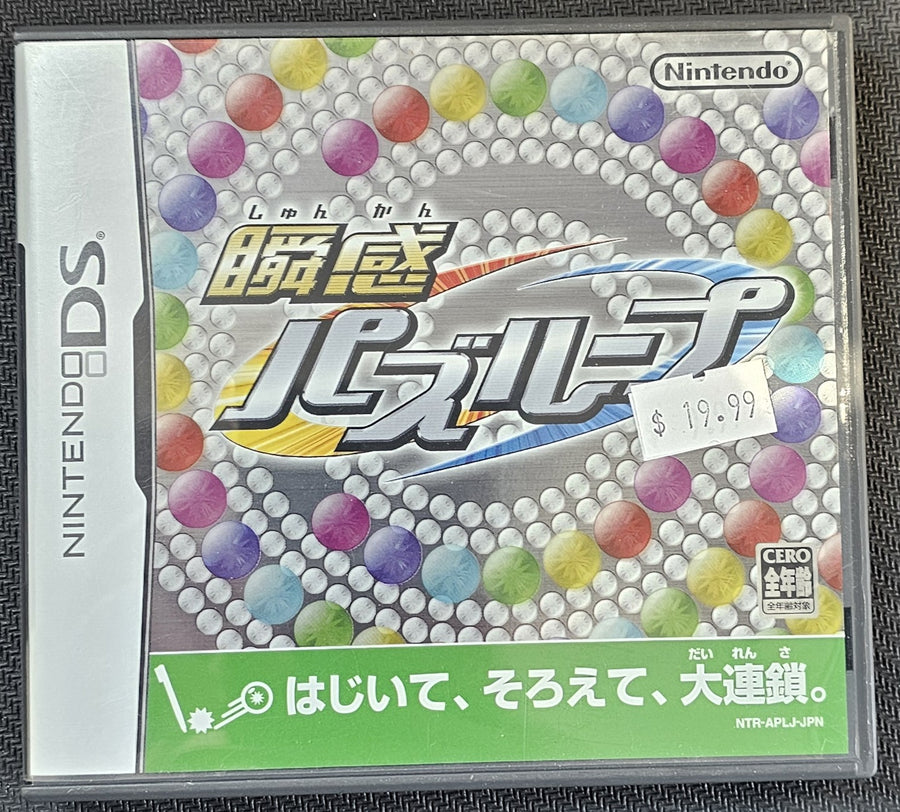 Nintendo®
しゅん かん
瞬感
パズループ
$ 19.99
NINTENDO DS®
CERO
全年齢
全年齢対象
だい れん さ
はじいて、そろえて、大連鎖。
NTR-APLJ-JPN